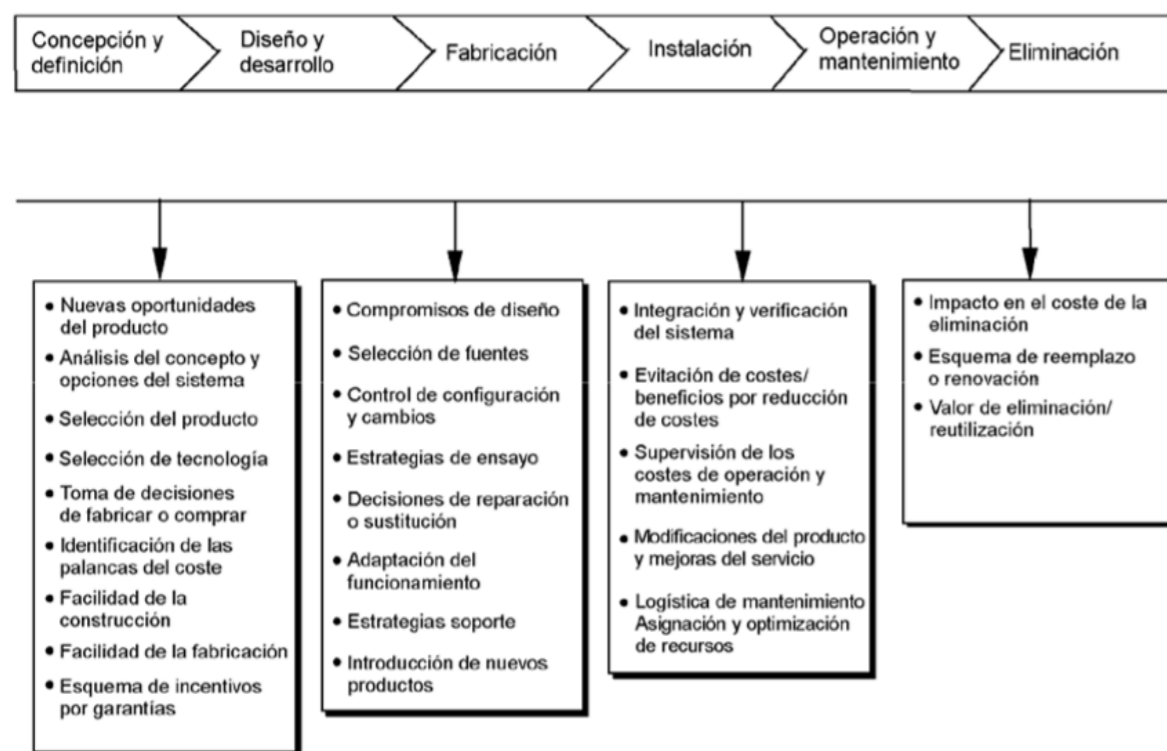 Concepción y
definición
Diseño y
desarrollo
Fabricación
Instalación
Operación y
mantenimiento
Eliminación
• Nuevas oportunidades
del producto
• Análisis del concepto y
opciones del sistema
• Selección del producto
• Selección de tecnología
• Toma de decisiones
de fabricar o comprar
• Identificación de las
palancas del coste
• Facilidad de la
construcción
• Facilidad de la fabricación
• Esquema de incentivos
por garantías
• Compromisos de diseño
• Selección de fuentes
• Control de configuración
y cambios
• Estrategias de ensayo
• Decisiones de reparación
o sustitución
• Adaptación del
funcionamiento
• Estrategias soporte
• Introducción de nuevos
productos
• Integración y verificación
del sistema
• Evitación de costes/
beneficios por reducción
de costes
• Supervisión de los
costes de operación y
mantenimiento
• Modificaciones del producto
y mejoras del servicio
• Logística de mantenimiento
Asignación y optimización
de recursos
• Impacto en el coste de la
eliminación
• Esquema de reemplazo
o renovación
• Valor de eliminación/
reutilización